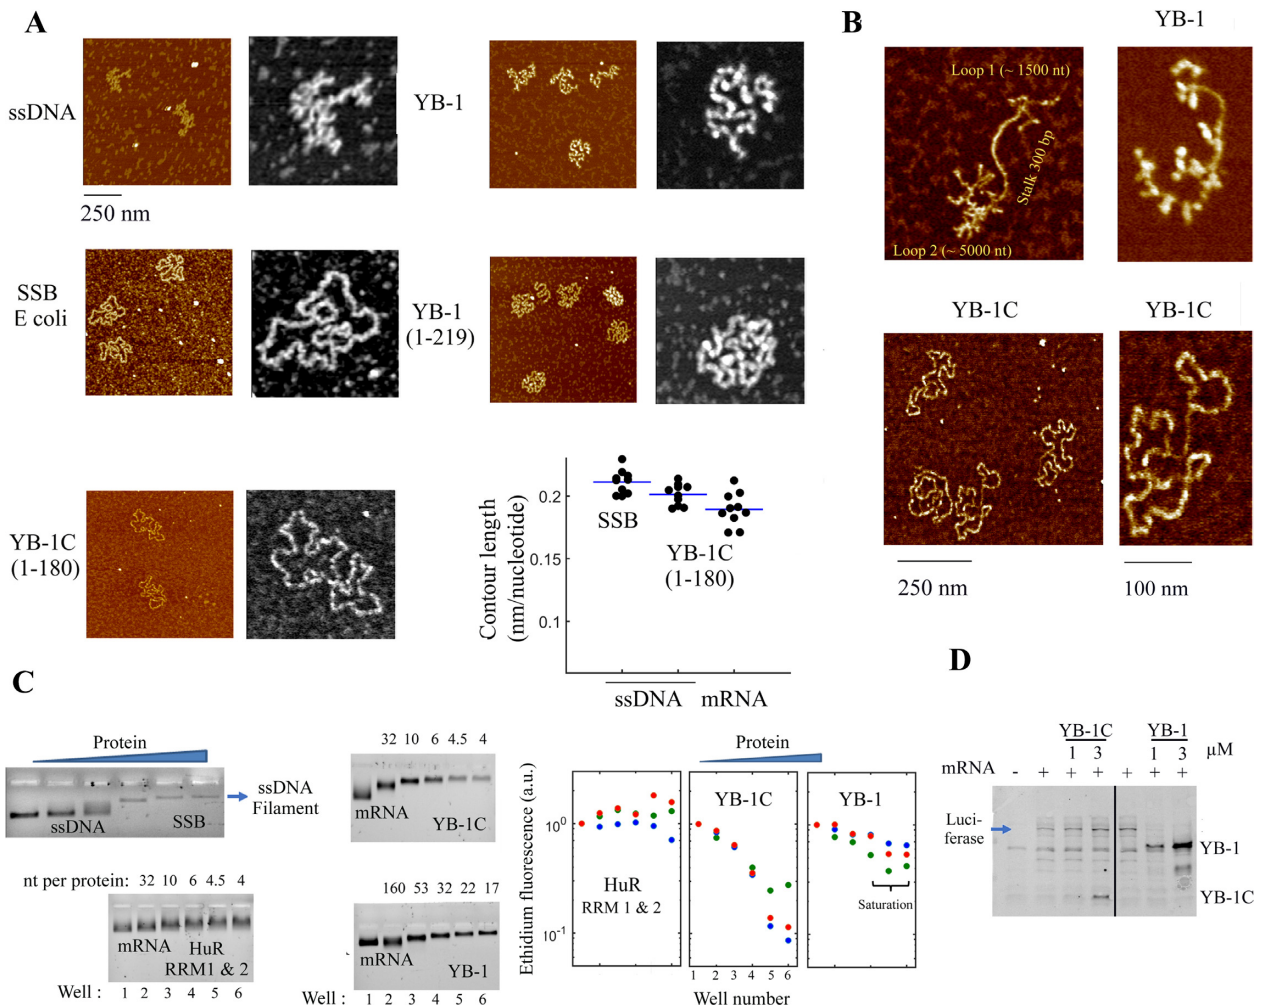 A
ssDNA
250 nm
YB-1
SSB
E coli
YB-1
(1-219)
YB-1C
(1-180)
Contour length
(nm/nucleotide)
0.2
0.15
0.1
SSB
YB-1C
(1-180)
ssDNA
mRNA
B
YB-1
Loop 1 (~ 1500 nt)
Stalk 300 bp
Loop 2 (~ 5000 nt)
YB-1C
YB-1C
250 nm
100 nm
C
Protein
ssDNA
SSB
ssDNA
Filament
nt per protein: 32 10 6 4.5 4
mRNA
HuR
RRM1 & 2
Well : 1 2 3 4 5 6
32 10 6 4.5 4
mRNA
YB-1C
160 53 32 22 17
mRNA
YB-1
Well : 1 2 3 4 5 6
Protein
Ethidium fluorescence (a.u.)
10⁰
10⁻¹
HuR
RRM 1 & 2
YB-1C
YB-1
Saturation
1 2 3 4 5 6
Well number
D
YB-1C YB-1
1 3 1 3 µM
mRNA - + + + + + +
Luci-
ferase
YB-1
YB-1C